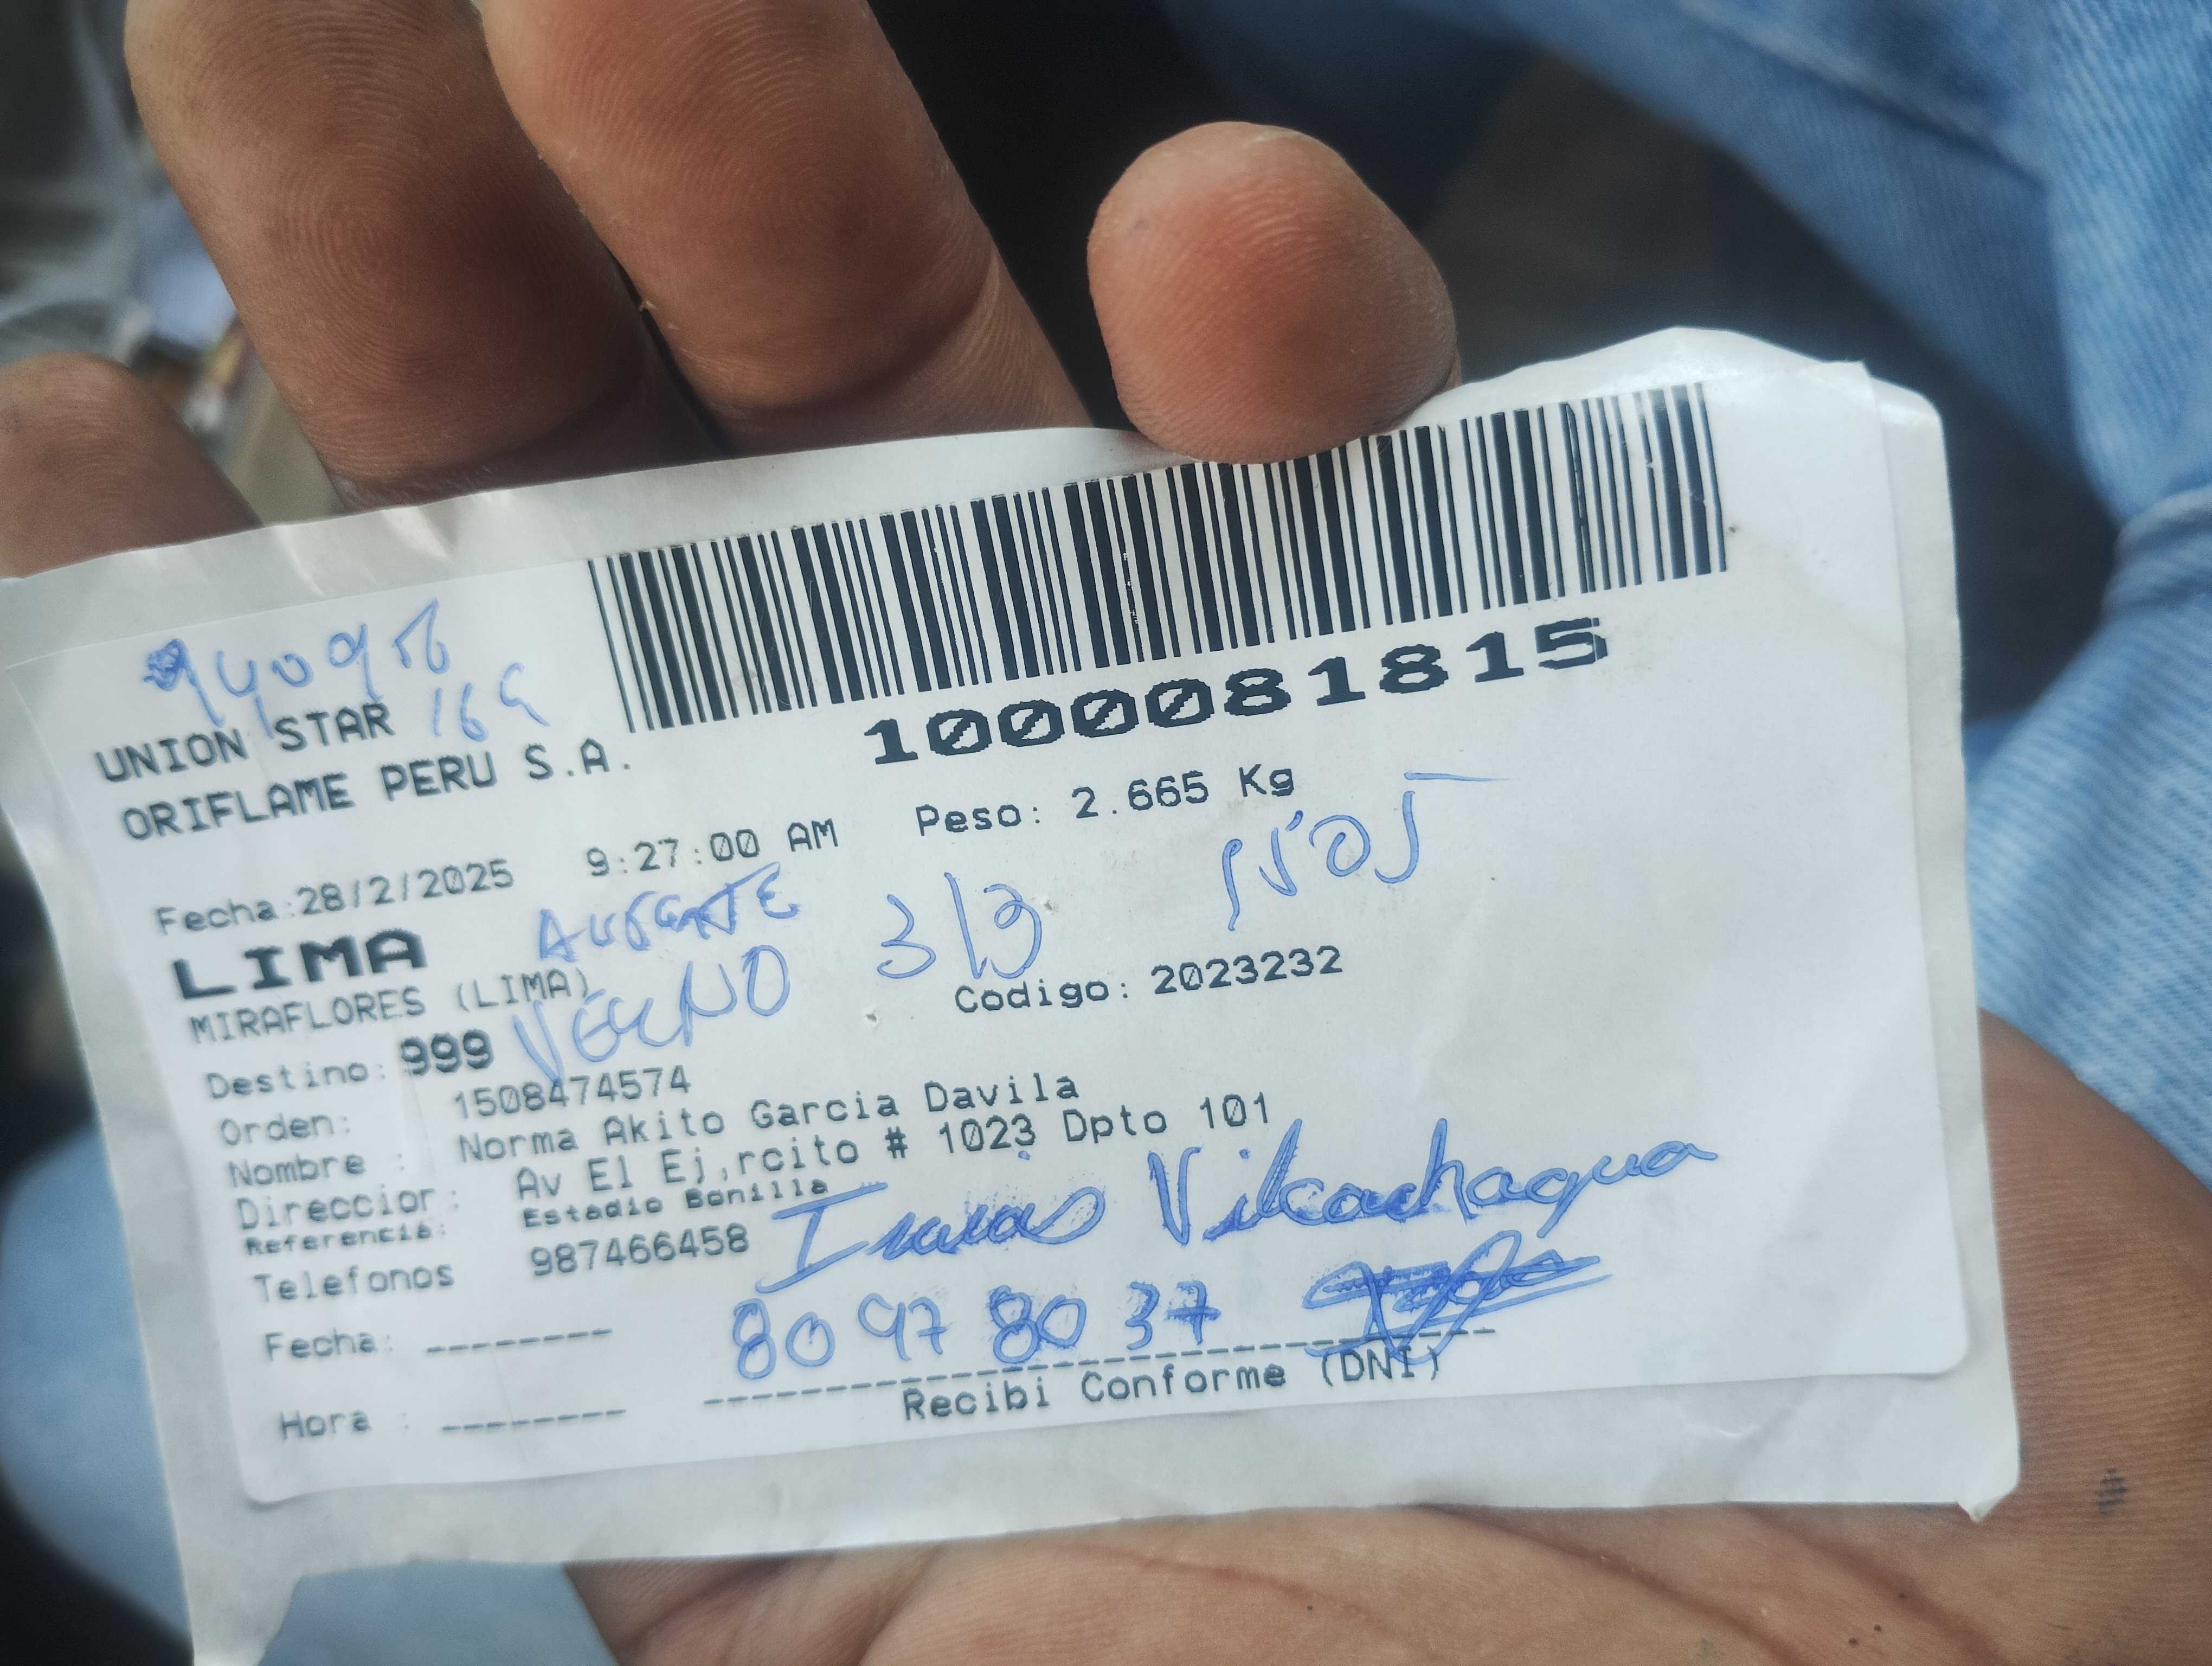 940956
169
UNION STAR
ORIFLAME PERU S.A.
1000081815
Fecha:28/2/2025 9:27:00 AM Peso: 2.665 Kg
AUSENTE
LIMA
VECINO 3/3
MIRAFLORES (LIMA)
Destino: 999 Codigo: 2023232
Orden: 1508474574
Nombre : Norma Akito Garcia Davila
Direccior: Av El Ej,rcito # 1023 Dpto 101
Referencia: Estadio Bonilla
Telefonos 987466458
Vilcachagua
Fecha: --------
80978037
Hora : --------
Recibi Conforme (DNI)